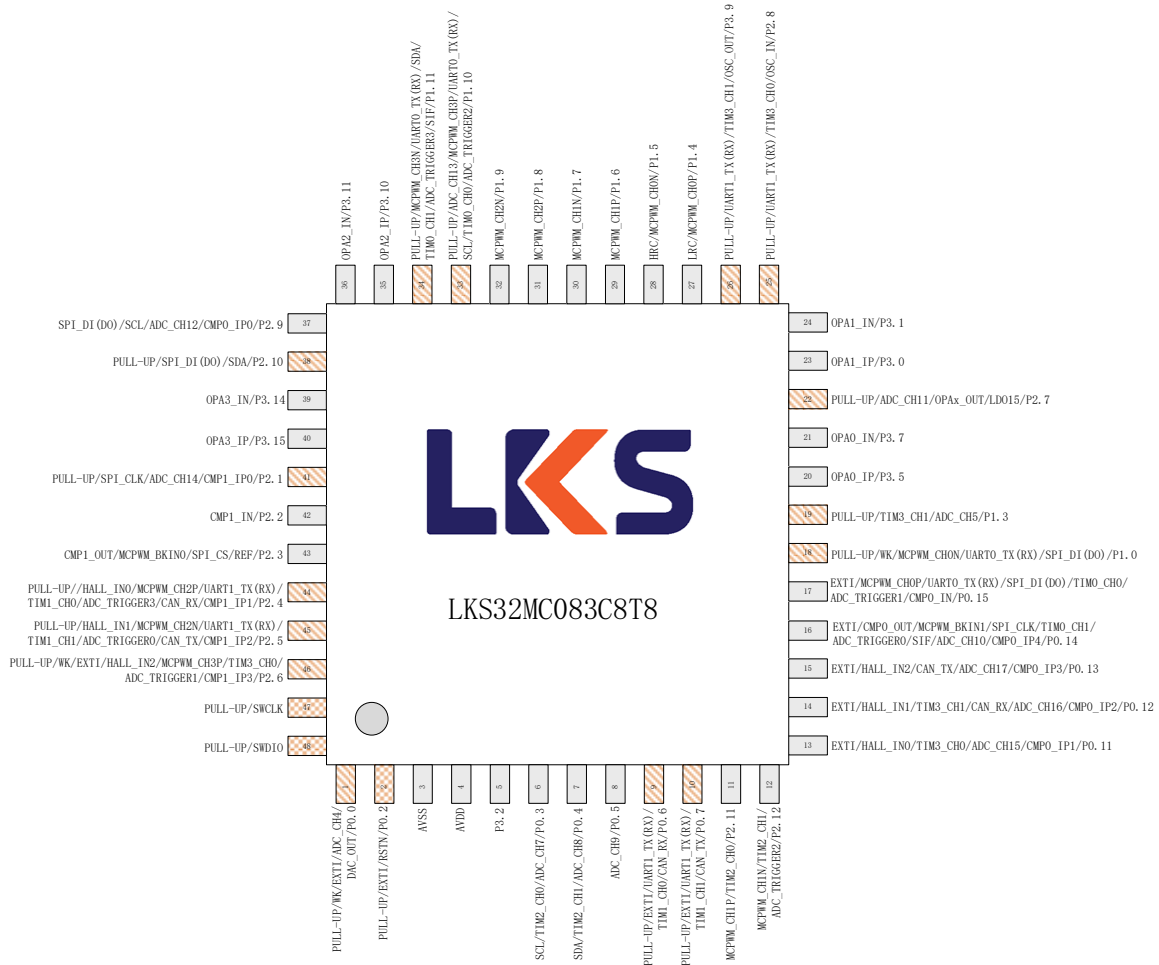 OPA2_IN/P3.11
OPA2_IP/P3.10
PULL-UP/MCPWM_CH3N/UART0_TX(RX)/SDA/
TIM0_CH1/ADC_TRIGGER3/SIF/P1.11
PULL-UP/ADC_CH13/MCPWM_CH3P/UART0_TX(RX)/
SCL/TIM0_CH0/ADC_TRIGGER2/P1.10
MCPWM_CH2N/P1.9
MCPWM_CH2P/P1.8
MCPWM_CH1N/P1.7
MCPWM_CH1P/P1.6
HRC/MCPWM_CH0N/P1.5
LRC/MCPWM_CH0P/P1.4
PULL-UP/UART1_TX(RX)/TIM3_CH1/OSC_OUT/P3.9
PULL-UP/UART1_TX(RX)/TIM3_CH0/OSC_IN/P2.8
36
35
34
33
32
31
30
29
28
27
26
25
SPI_DI(DO)/SCL/ADC_CH12/CMP0_IP0/P2.9
37
PULL-UP/SPI_DI(DO)/SDA/P2.10
38
OPA3_IN/P3.14
39
OPA3_IP/P3.15
40
PULL-UP/SPI_CLK/ADC_CH14/CMP1_IP0/P2.1
41
CMP1_IN/P2.2
42
CMP1_OUT/MCPWM_BKIN0/SPI_CS/REF/P2.3
43
PULL-UP//HALL_IN0/MCPWM_CH2P/UART1_TX(RX)/
TIM1_CH0/ADC_TRIGGER3/CAN_RX/CMP1_IP1/P2.4
44
PULL-UP/HALL_IN1/MCPWM_CH2N/UART1_TX(RX)/
TIM1_CH1/ADC_TRIGGER0/CAN_TX/CMP1_IP2/P2.5
45
PULL-UP/WK/EXTI/HALL_IN2/MCPWM_CH3P/TIM3_CH0/
ADC_TRIGGER1/CMP1_IP3/P2.6
46
PULL-UP/SWCLK
47
PULL-UP/SWDIO
48
LKS
LKS32MC083C8T8
24
OPA1_IN/P3.1
23
OPA1_IP/P3.0
22
PULL-UP/ADC_CH11/OPAx_OUT/LDO15/P2.7
21
OPA0_IN/P3.7
20
OPA0_IP/P3.5
19
PULL-UP/TIM3_CH1/ADC_CH5/P1.3
18
PULL-UP/WK/MCPWM_CH0N/UART0_TX(RX)/SPI_DI(DO)/P1.0
17
EXTI/MCPWM_CH0P/UART0_TX(RX)/SPI_DI(DO)/TIM0_CH0/
ADC_TRIGGER1/CMP0_IN/P0.15
16
EXTI/CMP0_OUT/MCPWM_BKIN1/SPI_CLK/TIM0_CH1/
ADC_TRIGGER0/SIF/ADC_CH10/CMP0_IP4/P0.14
15
EXTI/HALL_IN2/CAN_TX/ADC_CH17/CMP0_IP3/P0.13
14
EXTI/HALL_IN1/TIM3_CH1/CAN_RX/ADC_CH16/CMP0_IP2/P0.12
13
EXTI/HALL_IN0/TIM3_CH0/ADC_CH15/CMP0_IP1/P0.11
1
2
3
4
5
6
7
8
9
10
11
12
PULL-UP/WK/EXTI/ADC_CH4/
DAC_OUT/P0.0
PULL-UP/EXTI/RSTN/P0.2
AVSS
AVDD
P3.2
SCL/TIM2_CH0/ADC_CH7/P0.3
SDA/TIM2_CH1/ADC_CH8/P0.4
ADC_CH9/P0.5
PULL-UP/EXTI/UART1_TX(RX)/
TIM1_CH0/CAN_RX/P0.6
PULL-UP/EXTI/UART1_TX(RX)/
TIM1_CH1/CAN_TX/P0.7
MCPWM_CH1P/TIM2_CH0/P2.11
MCPWM_CH1N/TIM2_CH1/
ADC_TRIGGER2/P2.12